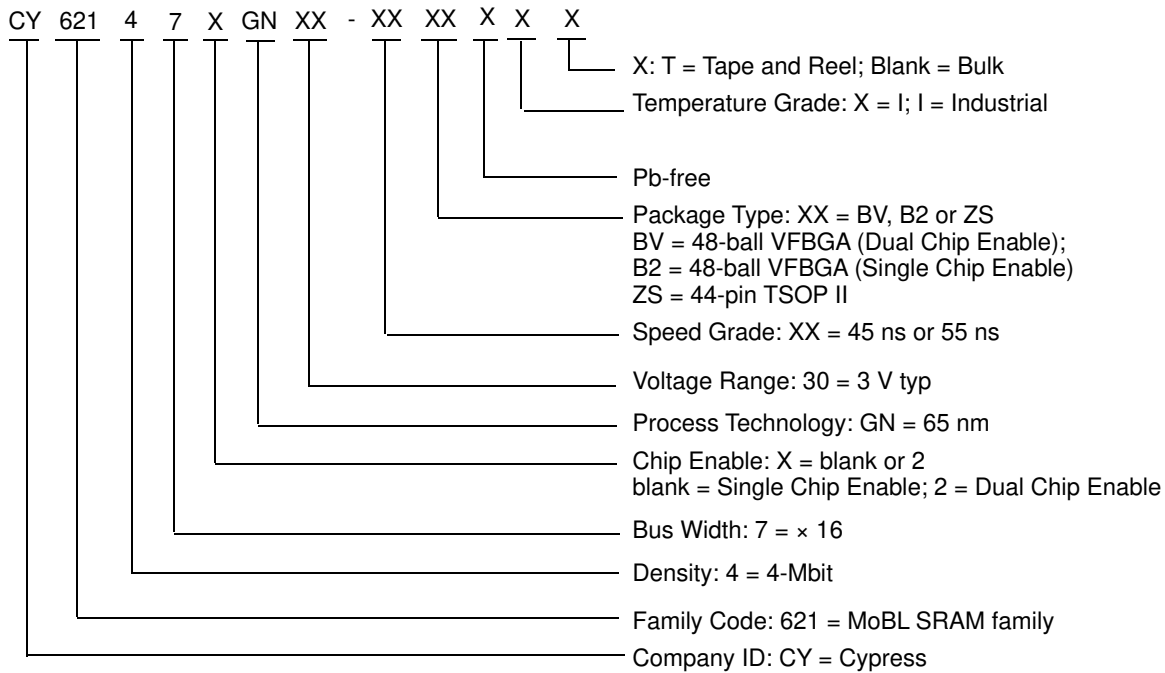 CY 621 4 7 X GN XX - XX XX X X X
X: T = Tape and Reel; Blank = Bulk
Temperature Grade: X = I; I = Industrial
Pb-free
Package Type: XX = BV, B2 or ZS
BV = 48-ball VFBGA (Dual Chip Enable);
B2 = 48-ball VFBGA (Single Chip Enable)
ZS = 44-pin TSOP II
Speed Grade: XX = 45 ns or 55 ns
Voltage Range: 30 = 3 V typ
Process Technology: GN = 65 nm
Chip Enable: X = blank or 2
blank = Single Chip Enable; 2 = Dual Chip Enable
Bus Width: 7 = × 16
Density: 4 = 4-Mbit
Family Code: 621 = MoBL SRAM family
Company ID: CY = Cypress